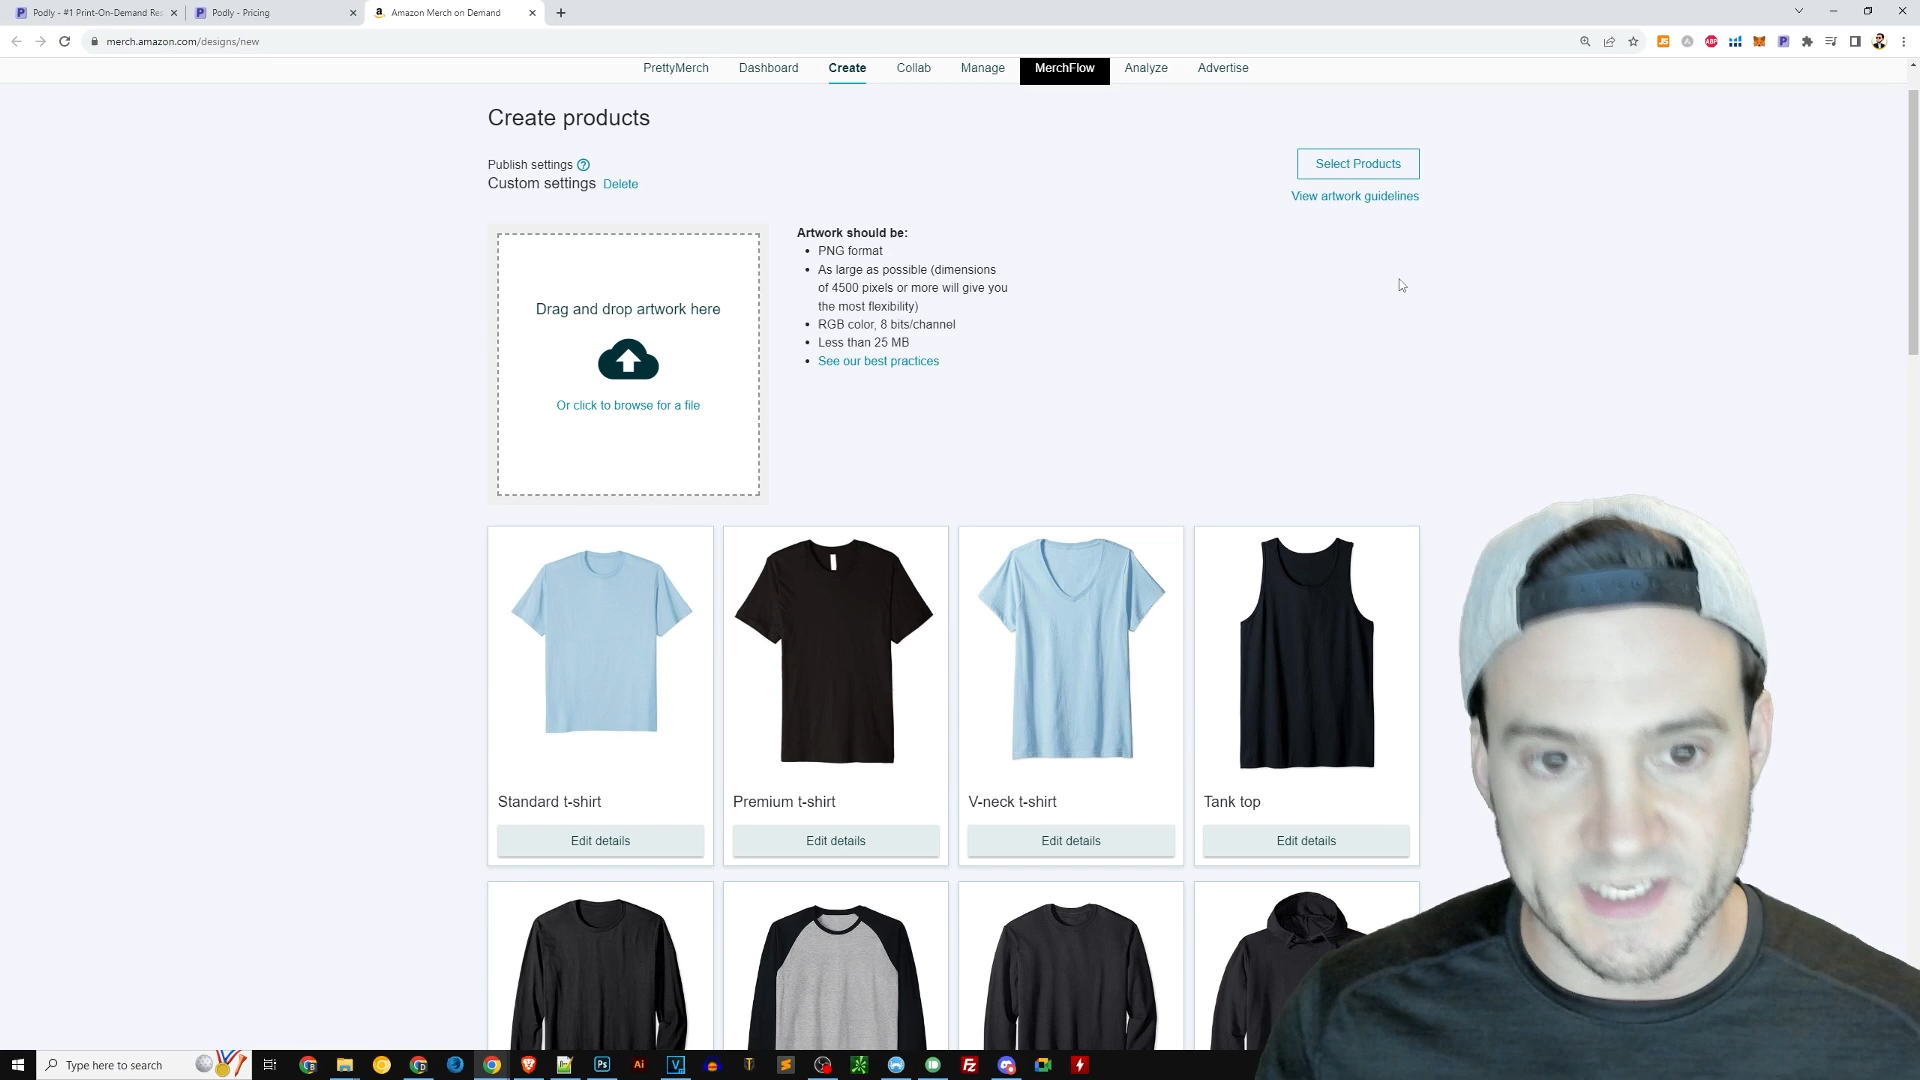 Podly - #1 Print-On-Demand Res
Podly - Pricing
Amazon Merch on Demand
merch.amazon.com/designs/new
PrettyMerch
Dashboard
Create
Collab
Manage
MerchFlow
Analyze
Advertise
Create products
Publish settings
Custom settings Delete
Select Products
View artwork guidelines
Drag and drop artwork here
Or click to browse for a file
Artwork should be:
PNG format
As large as possible (dimensions
of 4500 pixels or more will give you
the most flexibility)
RGB color, 8 bits/channel
Less than 25 MB
See our best practices
Standard t-shirt
Edit details
Premium t-shirt
Edit details
V-neck t-shirt
Edit details
Tank top
Edit details
Type here to search